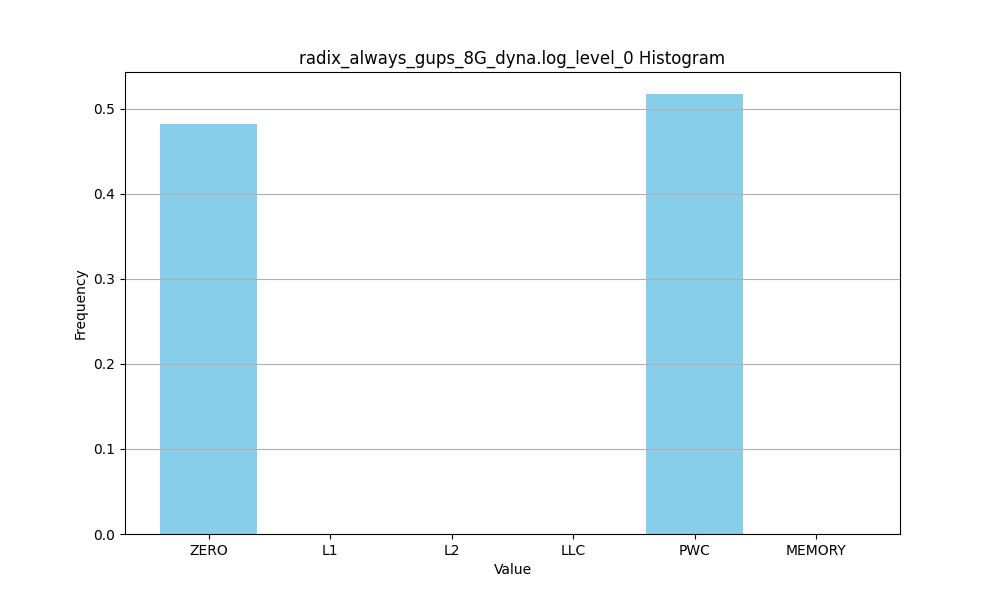 radix_always_gups_8G_dyna.log_level_0 Histogram
Frequency
0.5
0.4
0.3
0.2
0.1
0.0
ZERO L1 L2 LLC PWC MEMORY
Value